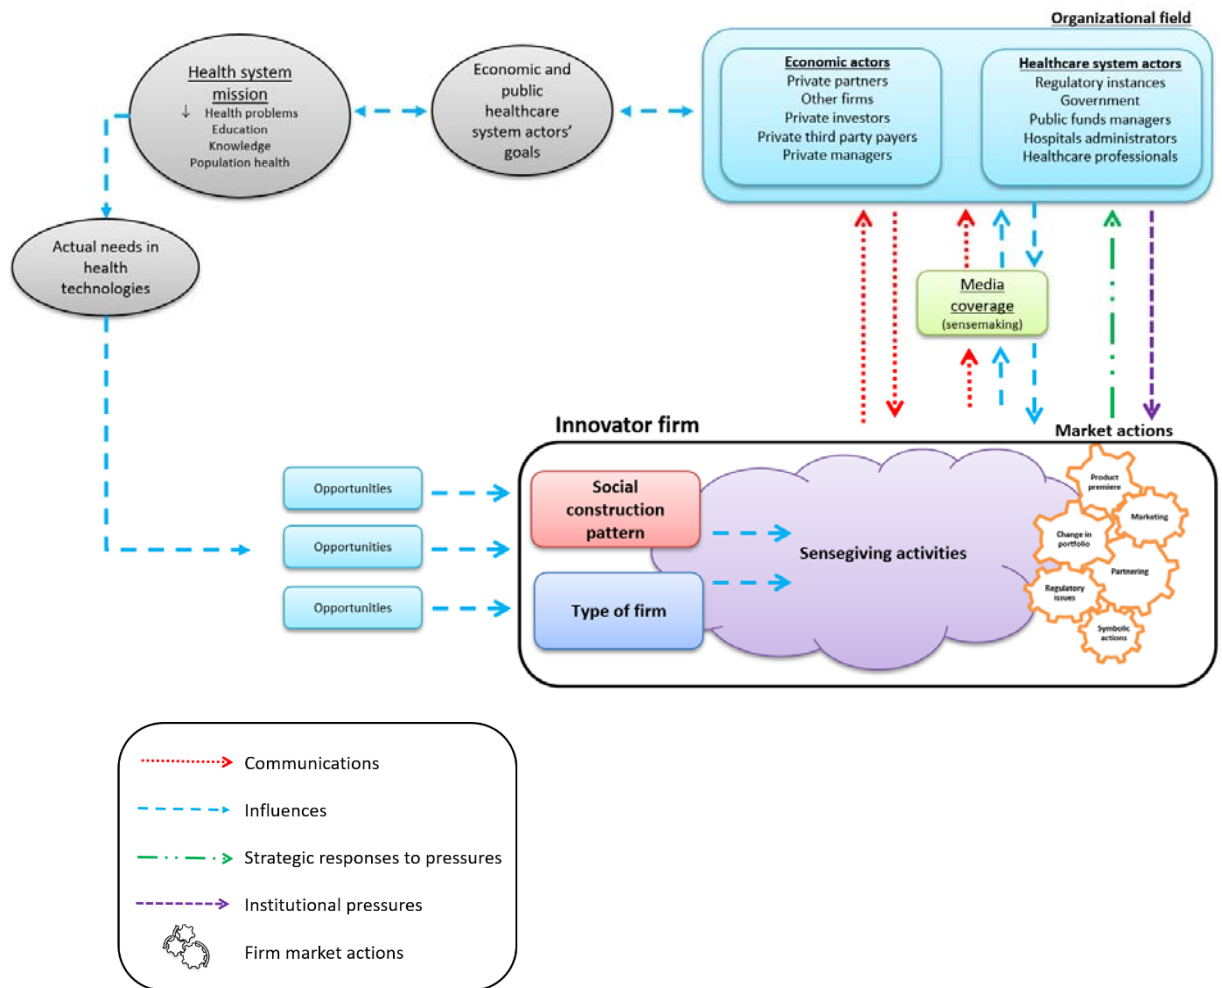 Organizational field
Health system
mission
↓ Health problems
Education
Knowledge
Population health
Economic and
public
healthcare
system actors'
goals
Economic actors
Private partners
Other firms
Private investors
Private third party payers
Private managers
Healthcare system actors
Regulatory instances
Government
Public funds managers
Hospitals administrators
Healthcare professionals
Actual needs in
health
technologies
Media
coverage
(sensemaking)
Innovator firm
Market actions
Opportunities
Opportunities
Opportunities
Social
construction
pattern
Type of firm
Sensegiving activities
Product
premiere
Marketing
Change in
portfolio
Partnering
Regulatory
issues
Symbolic
actions
Communications
Influences
Strategic responses to pressures
Institutional pressures
Firm market actions